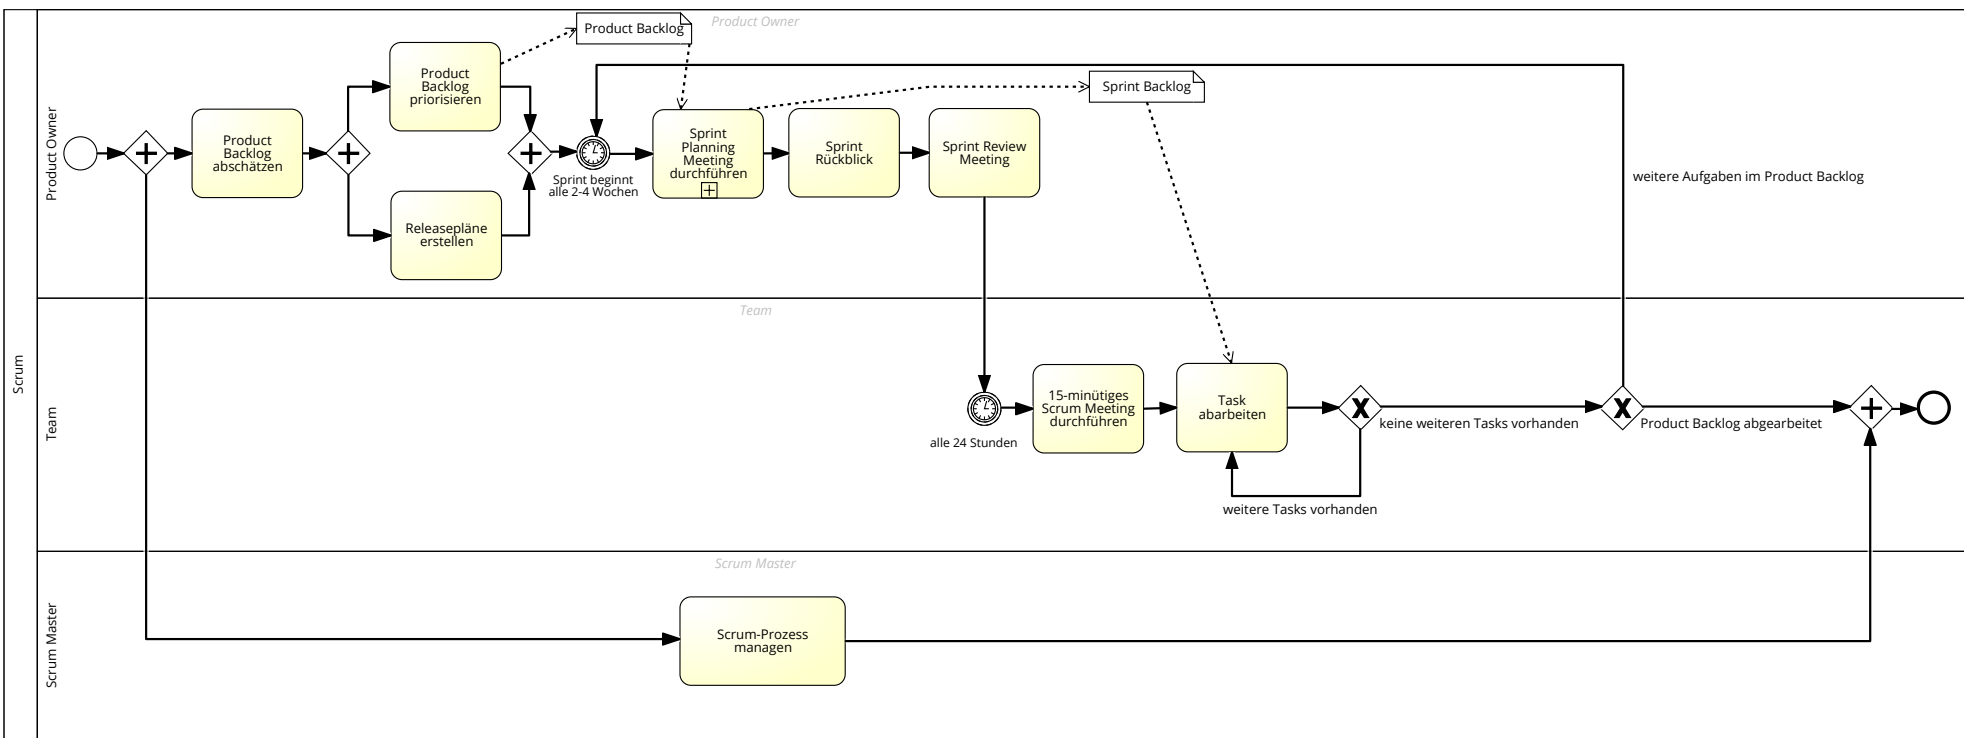 Scrum
Product Owner
Product Owner
Product Backlog
Product
Backlog
priorisieren
Product
Backlog
abschätzen
Releasepläne
erstellen
Sprint beginnt
alle 2-4 Wochen
Sprint
Planning
Meeting
durchführen
Sprint
Rückblick
Sprint Review
Meeting
Sprint Backlog
weitere Aufgaben im Product Backlog
Team
Team
alle 24 Stunden
15-minütiges
Scrum Meeting
durchführen
Task
abarbeiten
keine weiteren Tasks vorhanden
weitere Tasks vorhanden
Product Backlog abgearbeitet
Scrum Master
Scrum Master
Scrum-Prozess
managen